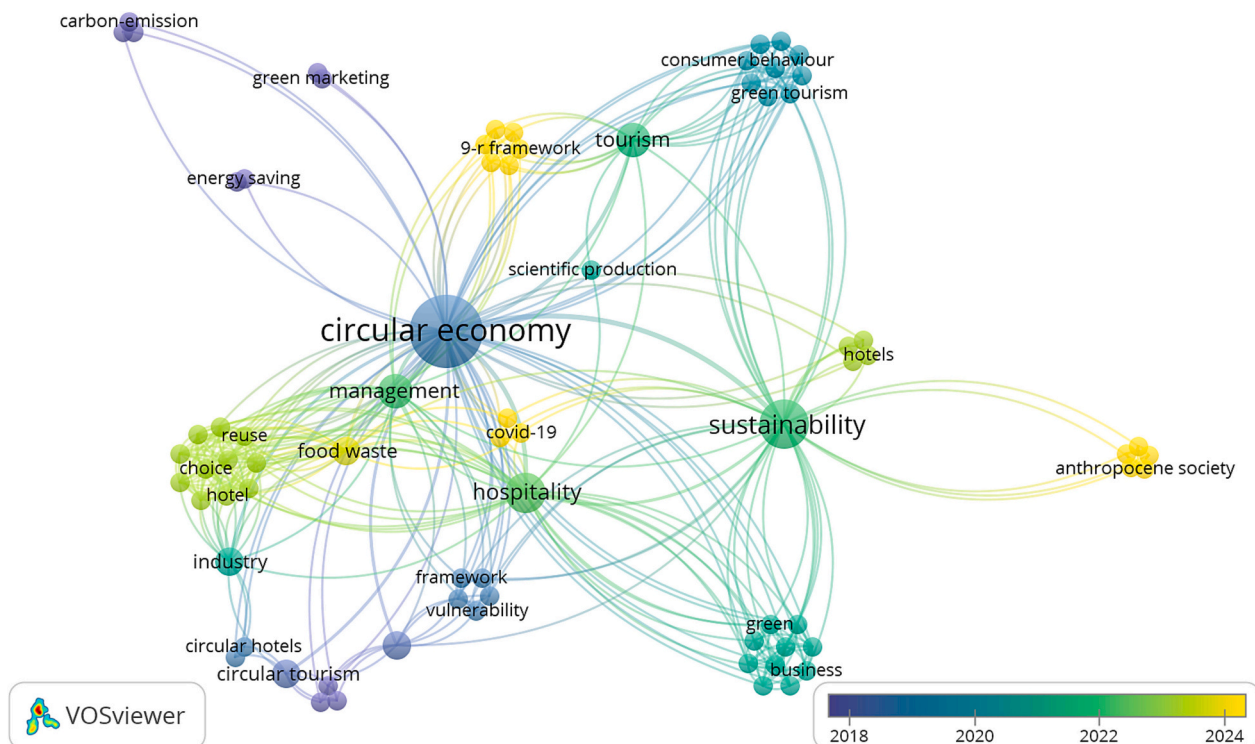 carbon-emission
green marketing
consumer behaviour
green tourism
9-r framework
tourism
energy saving
scientific production
circular economy
hotels
management
sustainability
reuse
covid-19
food waste
choice
anthropocene society
hotel
hospitality
industry
framework
vulnerability
green
circular hotels
business
circular tourism
VOSviewer
2018
2020
2022
2024